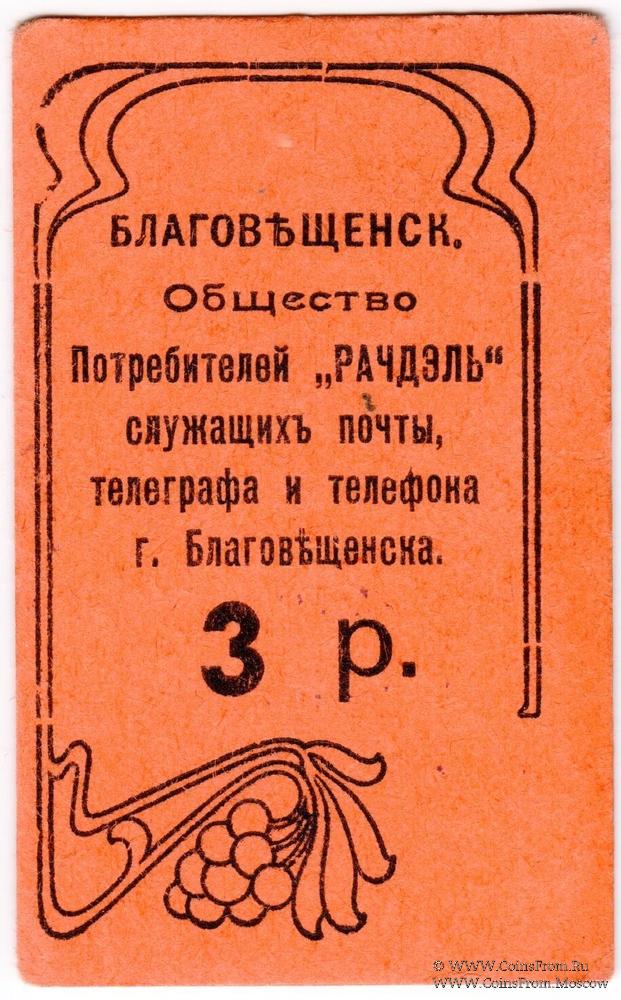 БЛАГОВѢЩЕНСК.
Общество
Потребителей „РАЧДЭЛЬ“
служащихъ почты,
телеграфа и телефона
г. Благовѣщенска.
3 р.
© WWW.CoinsFrom.Ru
WWW.CoinsFrom.Moscow